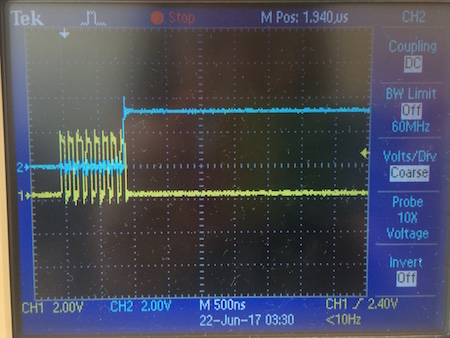 Tek Stop M Pos: 1.940us CH2
Coupling
DC
BW Limit
Off
60MHz
2
Volts/Div
Coarse
1
Probe
10X
Voltage
Invert
Off
CH1 2.00V CH2 2.00V M 500ns CH1 2.40V
22-Jun-17 03:30 <10Hz